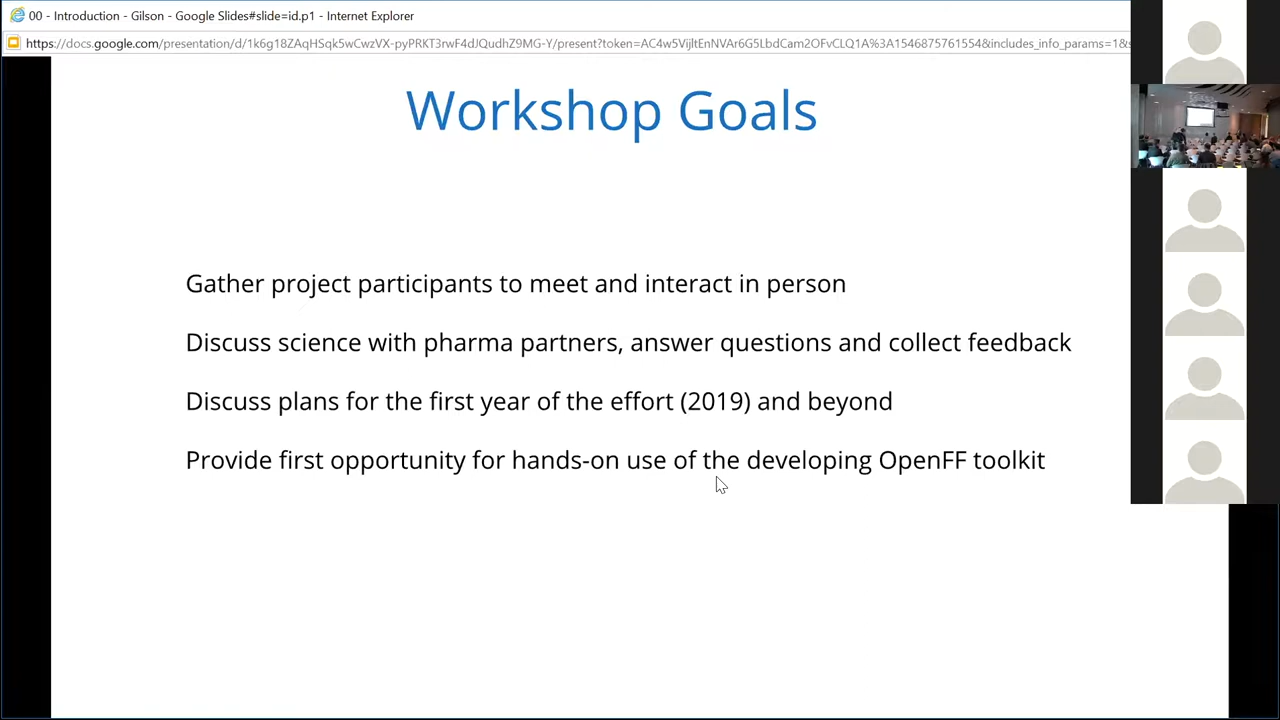 00 - Introduction - Gilson - Google Slides#slide=id.p1 - Internet Explorer
Workshop Goals
Gather project participants to meet and interact in person
Discuss science with pharma partners, answer questions and collect feedback
Discuss plans for the first year of the effort (2019) and beyond
Provide first opportunity for hands-on use of the developing OpenFF toolkit